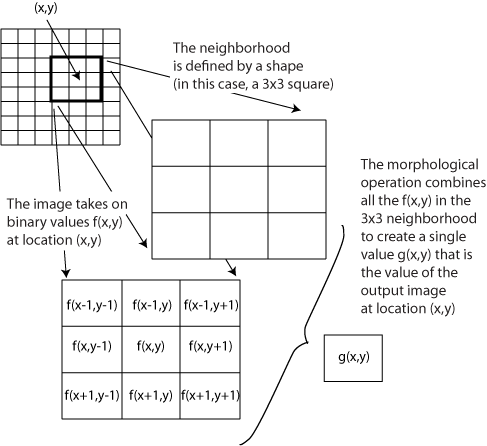 (x,y)
The neighborhood
is defined by a shape
(in this case, a 3x3 square)
The image takes on
binary values f(x,y)
at location (x,y)
The morphological
operation combines
all the f(x,y) in the
3x3 neighborhood
to create a single
value g(x,y) that is
the value of the
output image
at location (x,y)
f(x-1,y-1) f(x-1,y) f(x-1,y+1)
f(x,y-1) f(x,y) f(x,y+1)
f(x+1,y-1) f(x+1,y) f(x+1,y+1)
g(x,y)